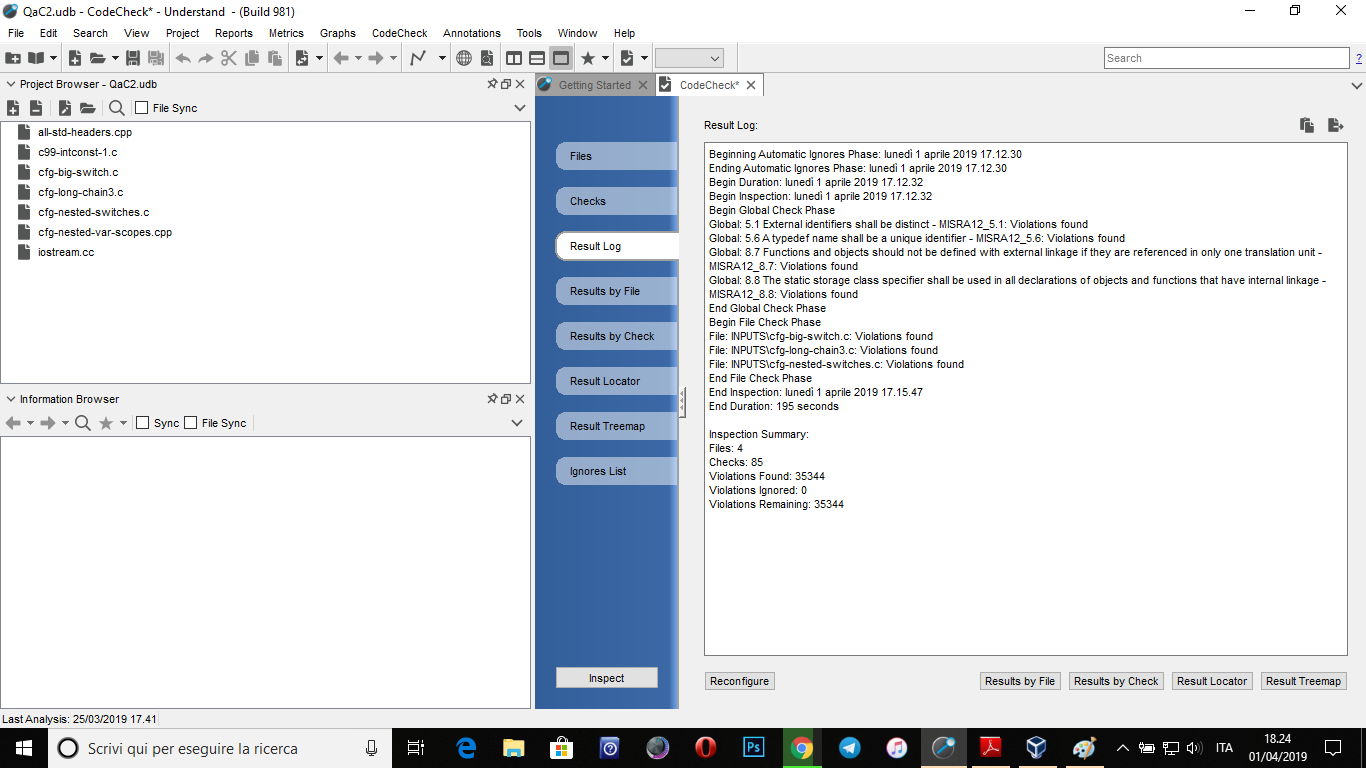 QaC2.udb - CodeCheck* - Understand - (Build 981)
File Edit Search View Project Reports Metrics Graphs CodeCheck Annotations Tools Window Help
Search
?
Project Browser - QaC2.udb
File Sync
all-std-headers.cpp
c99-intconst-1.c
cfg-big-switch.c
cfg-long-chain3.c
cfg-nested-switches.c
cfg-nested-var-scopes.cpp
iostream.cc
Information Browser
Sync File Sync
Getting Started CodeCheck*
Files
Checks
Result Log
Results by File
Results by Check
Result Locator
Result Treemap
Ignores List
Inspect
Result Log:
Beginning Automatic Ignores Phase: lunedì 1 aprile 2019 17.12.30
Ending Automatic Ignores Phase: lunedì 1 aprile 2019 17.12.30
Begin Duration: lunedì 1 aprile 2019 17.12.32
Begin Inspection: lunedì 1 aprile 2019 17.12.32
Begin Global Check Phase
Global: 5.1 External identifiers shall be distinct - MISRA12_5.1: Violations found
Global: 5.6 A typedef name shall be a unique identifier - MISRA12_5.6: Violations found
Global: 8.7 Functions and objects should not be defined with external linkage if they are referenced in only one translation unit -
MISRA12_8.7: Violations found
Global: 8.8 The static storage class specifier shall be used in all declarations of objects and functions that have internal linkage -
MISRA12_8.8: Violations found
End Global Check Phase
Begin File Check Phase
File: INPUTS\cfg-big-switch.c: Violations found
File: INPUTS\cfg-long-chain3.c: Violations found
File: INPUTS\cfg-nested-switches.c: Violations found
End File Check Phase
End Inspection: lunedì 1 aprile 2019 17.15.47
End Duration: 195 seconds
Inspection Summary:
Files: 4
Checks: 85
Violations Found: 35344
Violations Ignored: 0
Violations Remaining: 35344
Reconfigure Results by File Results by Check Result Locator Result Treemap
Last Analysis: 25/03/2019 17.41
Scrivi qui per eseguire la ricerca
Ps
ITA
18.24
01/04/2019